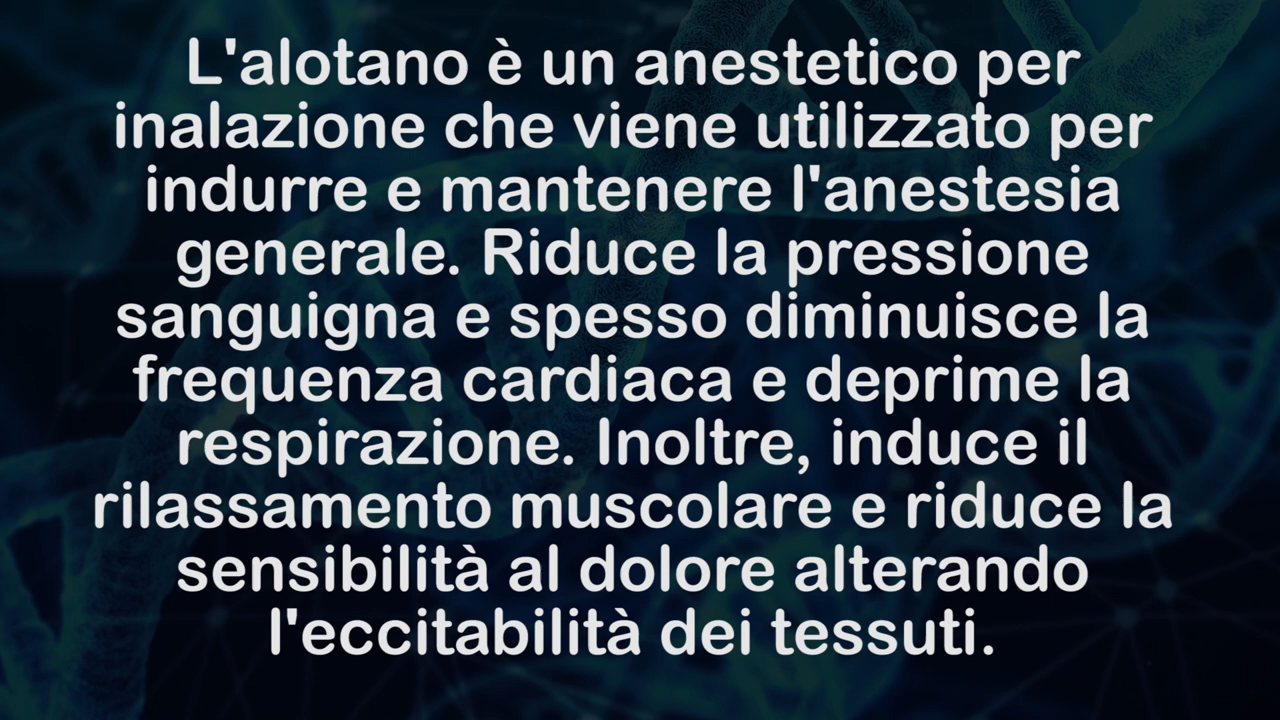 L'alotano è un anestetico per
inalazione che viene utilizzato per
indurre e mantenere l'anestesia
generale. Riduce la pressione
sanguigna e spesso diminuisce la
frequenza cardiaca e deprime la
respirazione. Inoltre, induce il
rilassamento muscolare e riduce la
sensibilità al dolore alterando
l'eccitabilità dei tessuti.